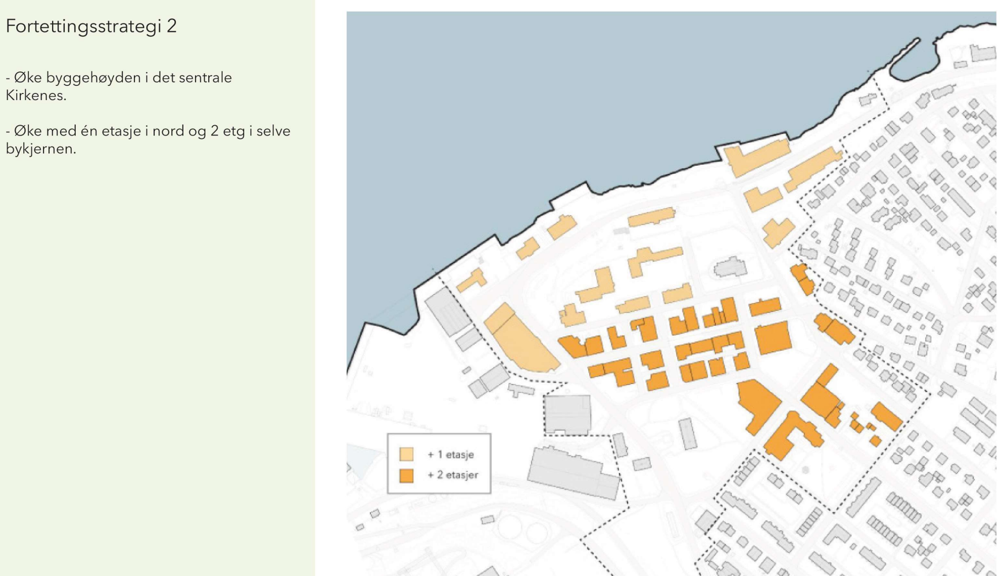 Fortettingsstrategi 2
- Øke byggehøyden i det sentrale
Kirkenes.
- Øke med én etasje i nord og 2 etg i selve
bykjernen.
+ 1 etasje
+ 2 etasjer